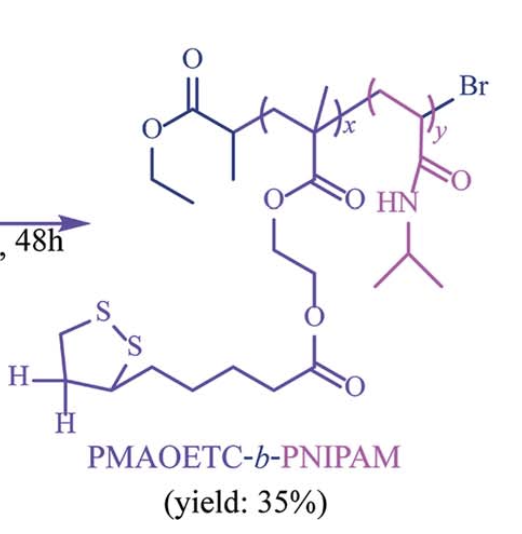 O
Br
O
x
y
O
O
HN
O
, 48h
O
S
S
H
O
H
PMAOETC-b-PNIPAM
(yield: 35%)